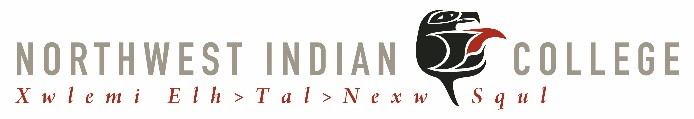 NORTHWEST INDIAN COLLEGE
Xwlemi Elh>Tal>Nexw Squl